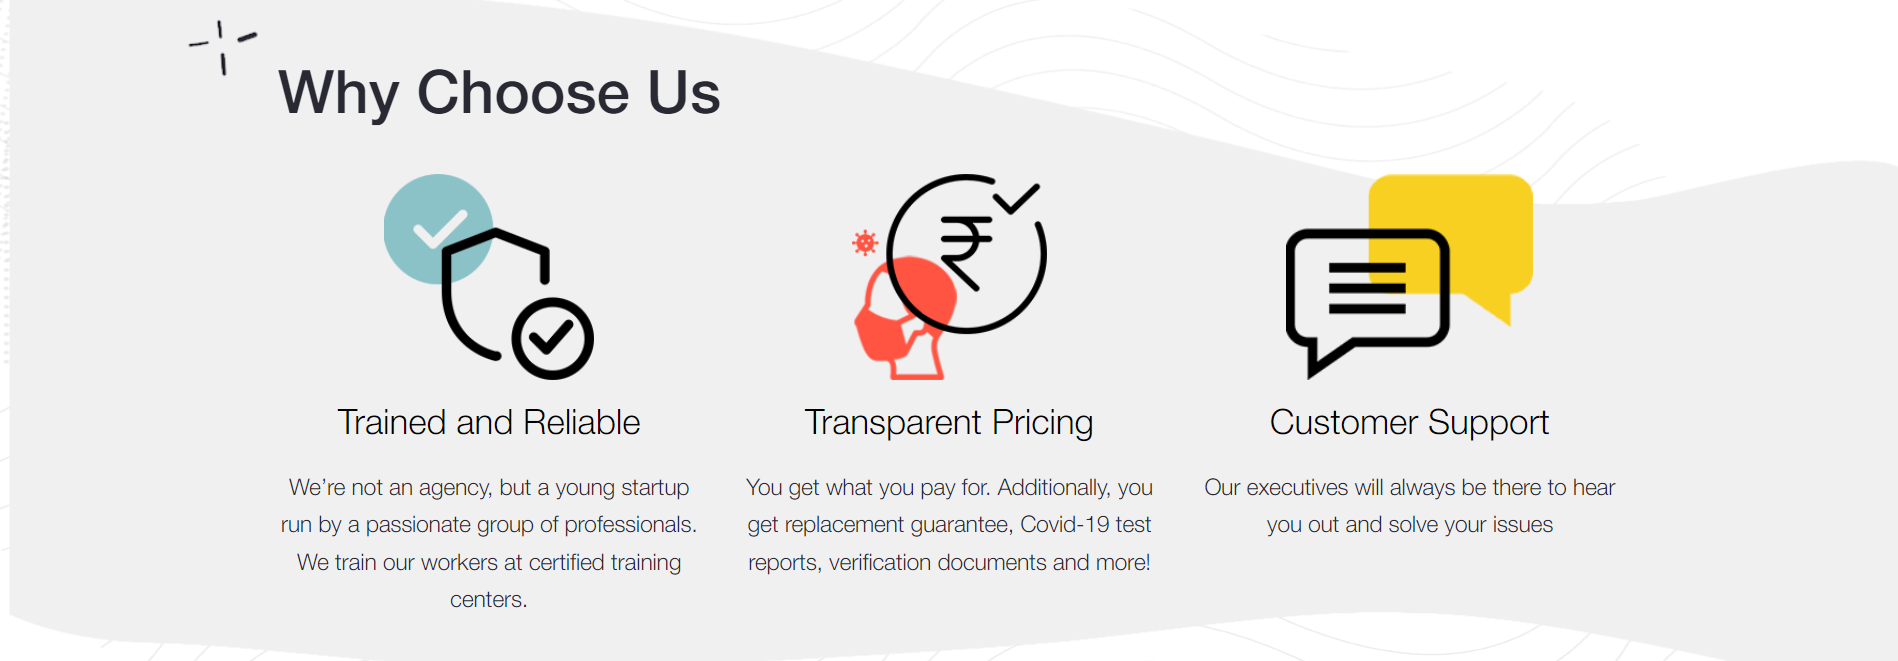 Why Choose Us
Trained and Reliable
We’re not an agency, but a young startup
run by a passionate group of professionals.
We train our workers at certified training
centers.
Transparent Pricing
You get what you pay for. Additionally, you
get replacement guarantee, Covid-19 test
reports, verification documents and more!
Customer Support
Our executives will always be there to hear
you out and solve your issues